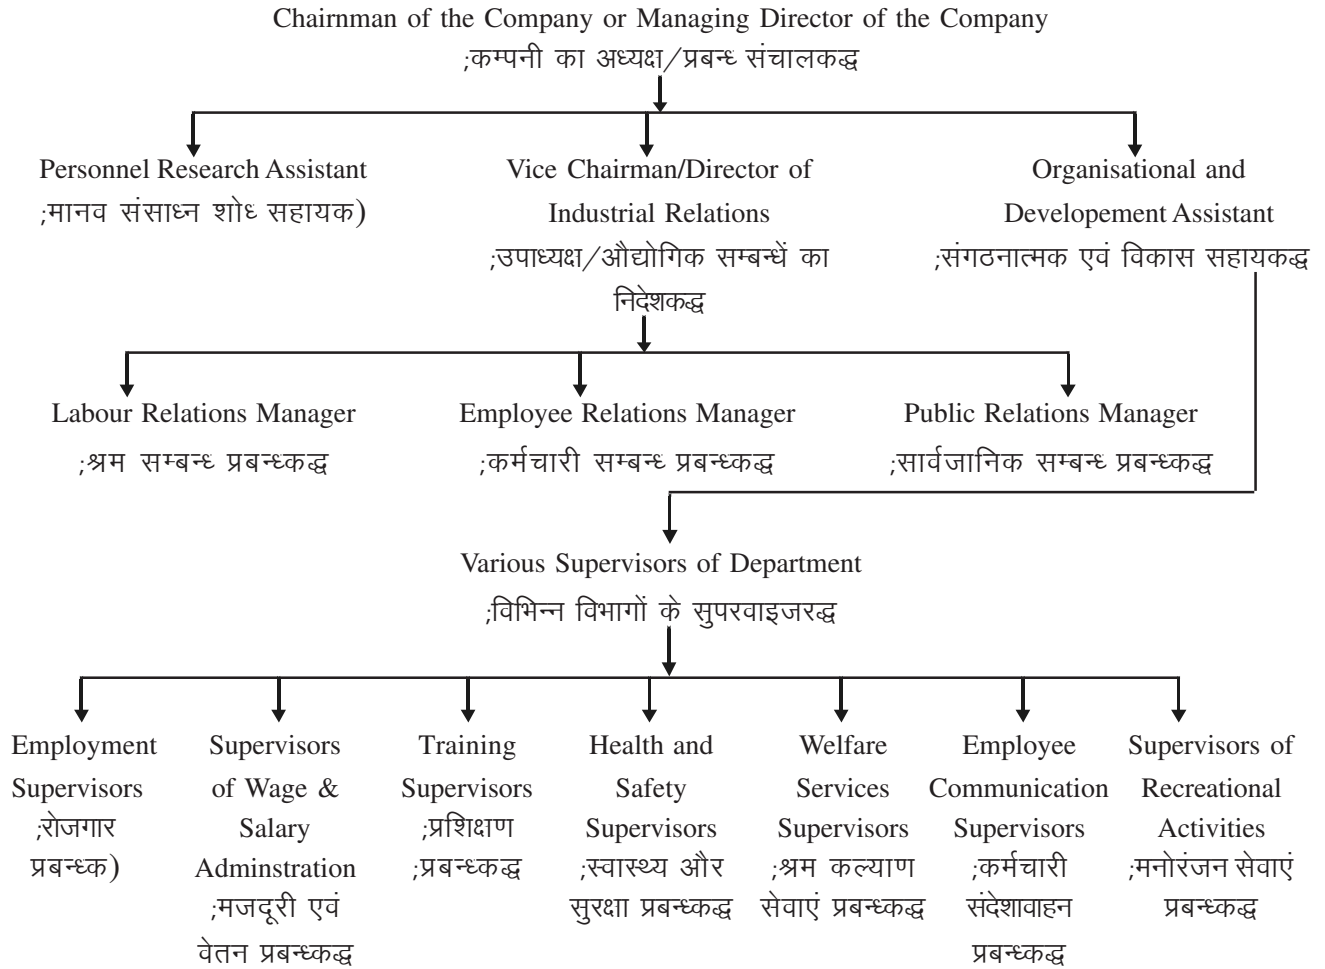 Chairnman of the Company or Managing Director of the Company
;कम्पनी का अध्यक्ष/प्रबन्ध संचालकद्ध
Personnel Research Assistant
;मानव संसाध्न शोध सहायक)
Vice Chairman/Director of
Industrial Relations
;उपाध्यक्ष/औद्योगिक सम्बन्धें का
निदेशकद्ध
Organisational and
Developement Assistant
;संगठनात्मक एवं विकास सहायकद्ध
Labour Relations Manager
;श्रम सम्बन्ध प्रबन्ध्कद्ध
Employee Relations Manager
;कर्मचारी सम्बन्ध प्रबन्ध्कद्ध
Public Relations Manager
;सार्वजानिक सम्बन्ध प्रबन्ध्कद्ध
Various Supervisors of Department
;विभिन्न विभागों के सुपरवाइजरद्ध
Employment
Supervisors
;रोजगार
प्रबन्ध्क)
Supervisors
of Wage &
Salary
Adminstration
;मजदूरी एवं
वेतन प्रबन्ध्कद्ध
Training
Supervisors
;प्रशिक्षण
;प्रबन्ध्कद्ध
Health and
Safety
Supervisors
;स्वास्थ्य और
सुरक्षा प्रबन्ध्कद्ध
Welfare
Services
Supervisors
;श्रम कल्याण
सेवाएं प्रबन्ध्कद्ध
Employee
Communication
Supervisors
;कर्मचारी
संदेशावाहन
प्रबन्ध्कद्ध
Supervisors of
Recreational
Activities
;मनोरंजन सेवाएं
प्रबन्ध्कद्ध